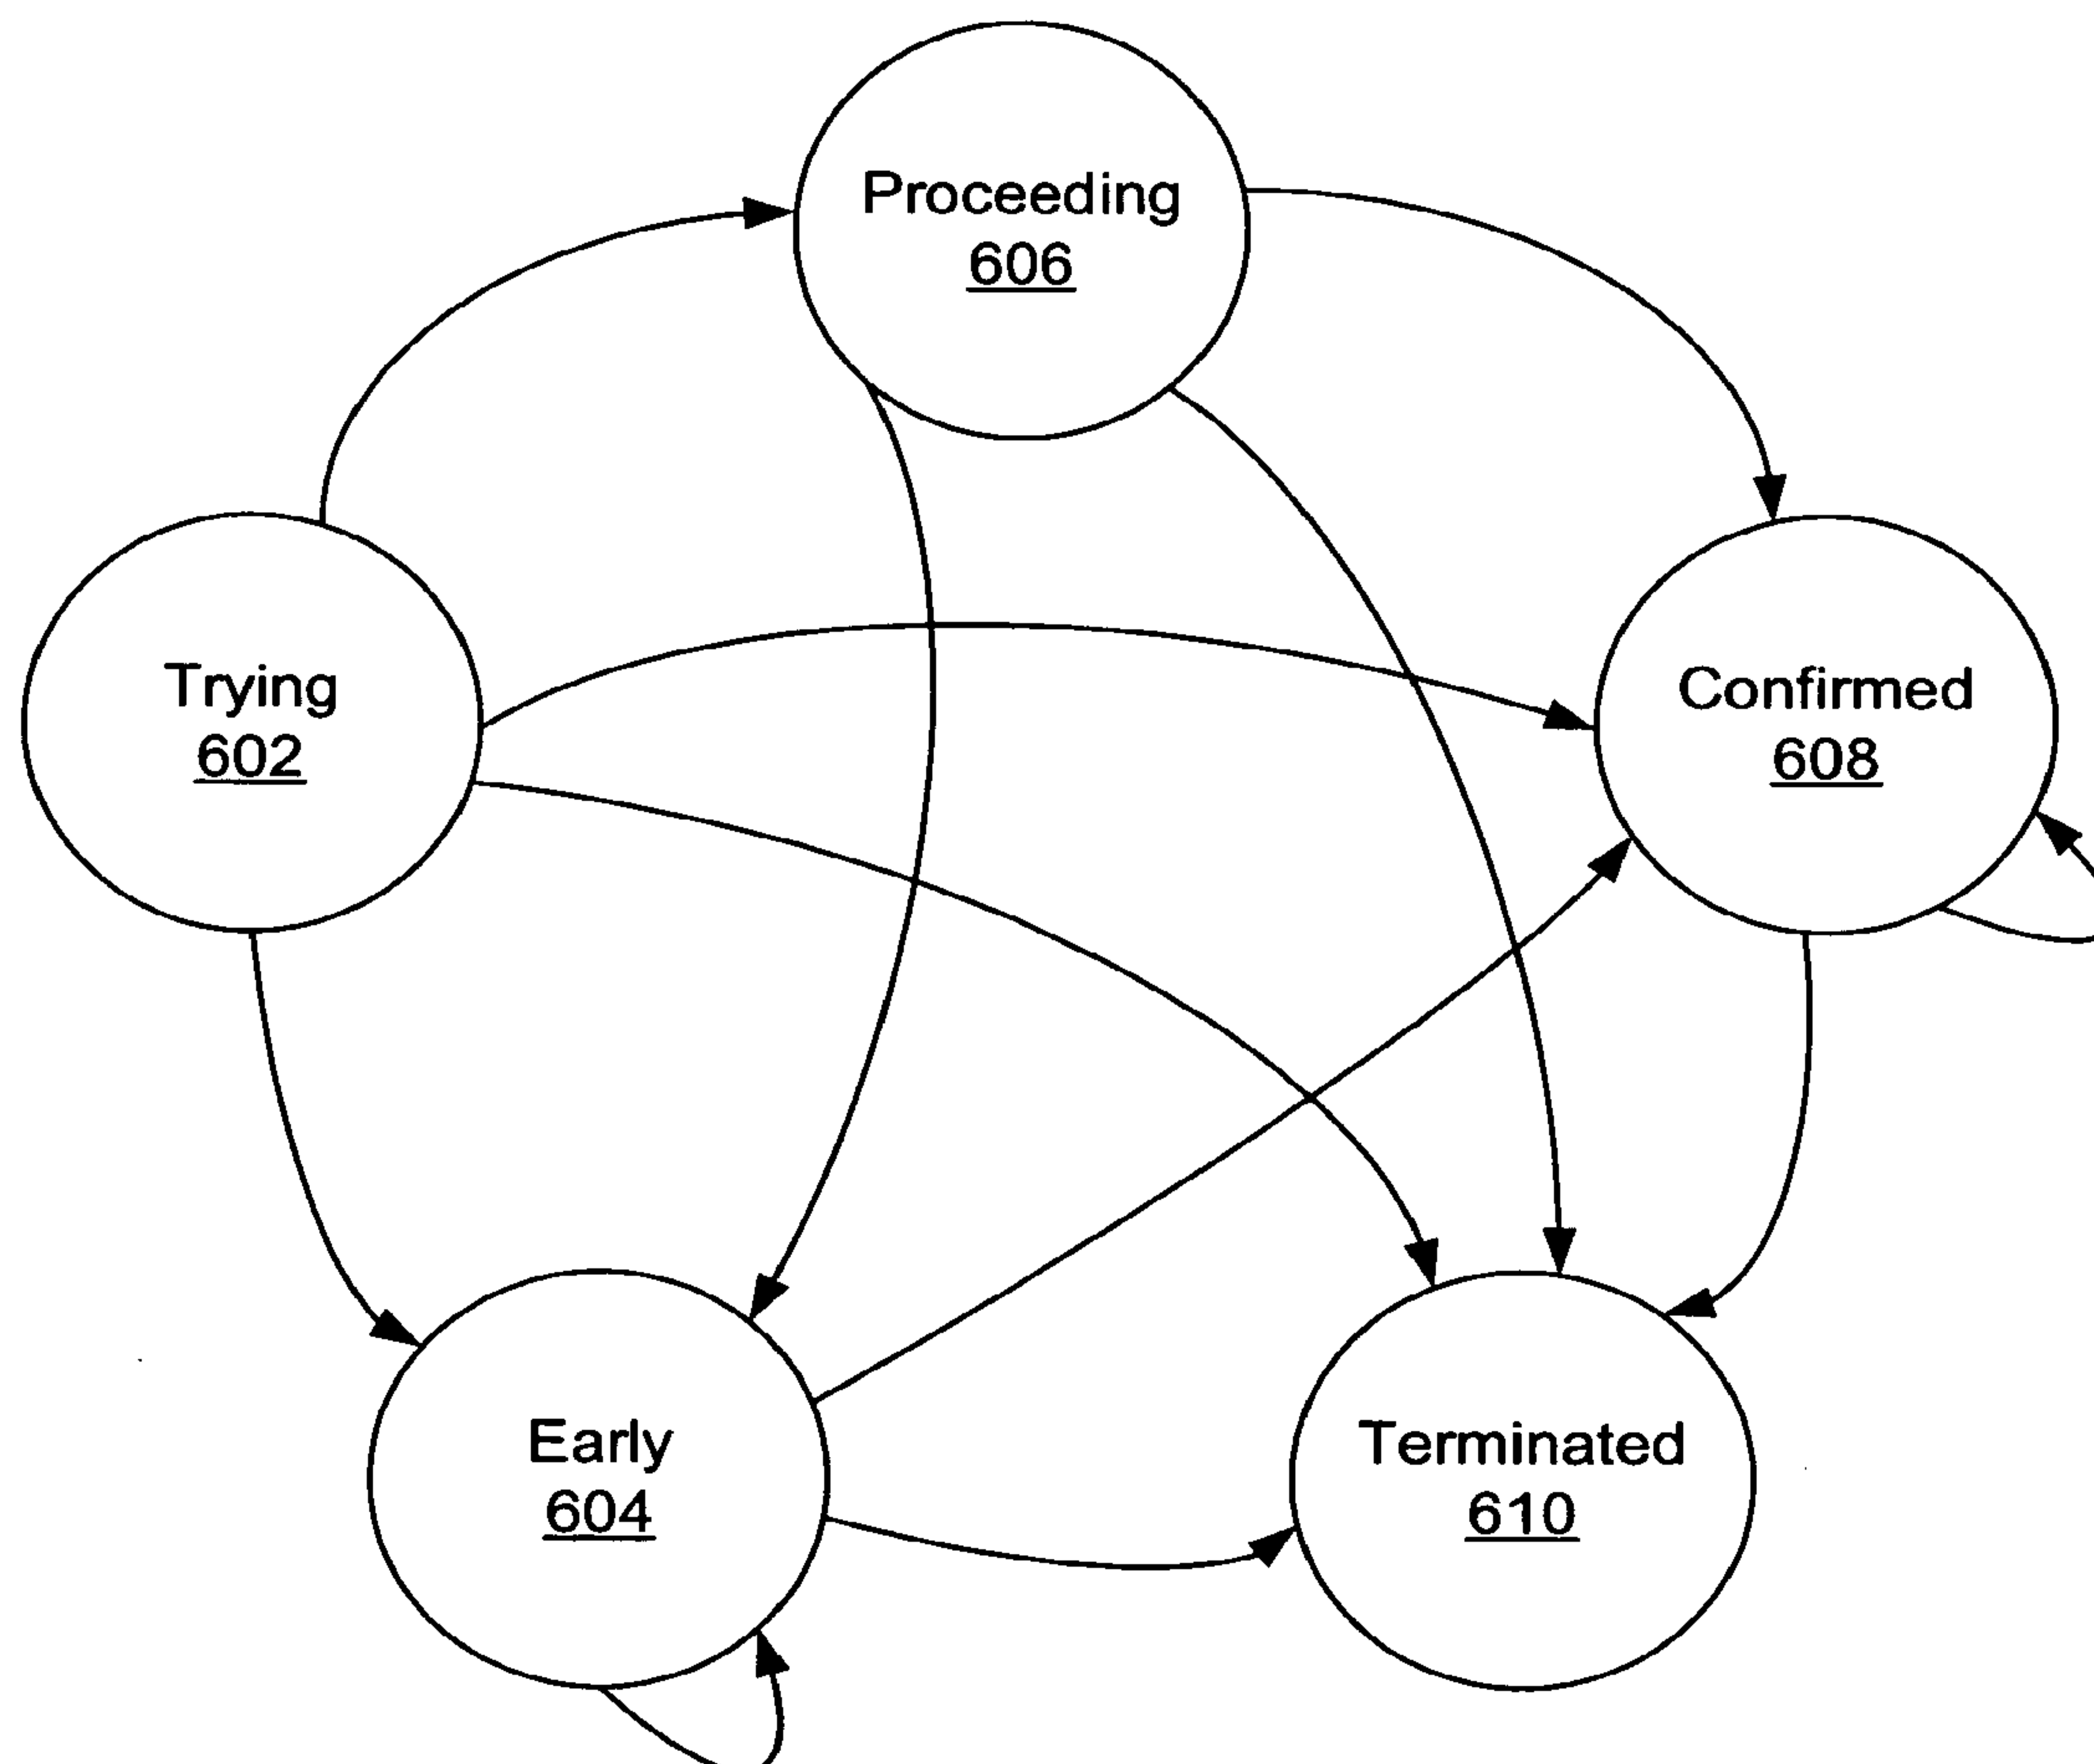 Proceeding
606
Trying
602
Confirmed
608
Early
604
Terminated
610